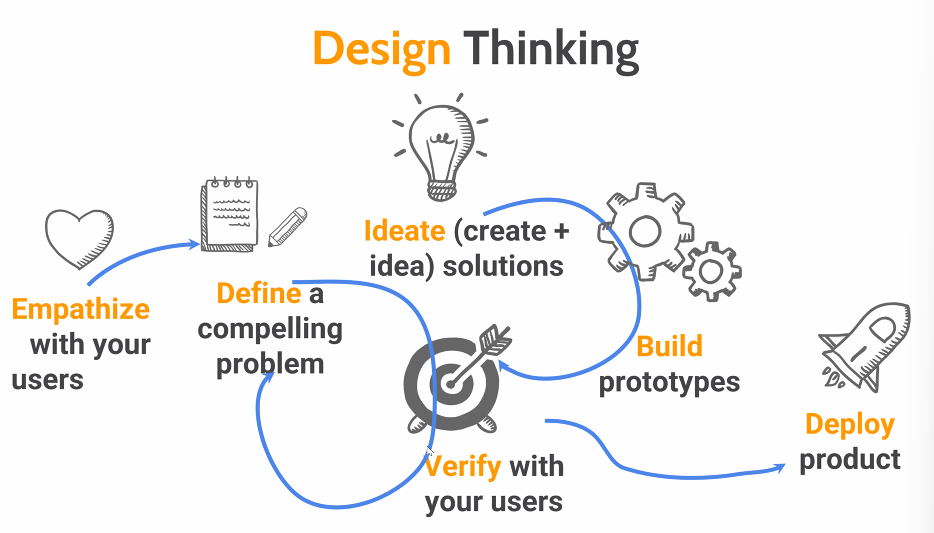 Design Thinking
Empathize
with your
users
Define a
compelling
problem
Ideate (create +
idea) solutions
Build
prototypes
Verify with
your users
Deploy
product